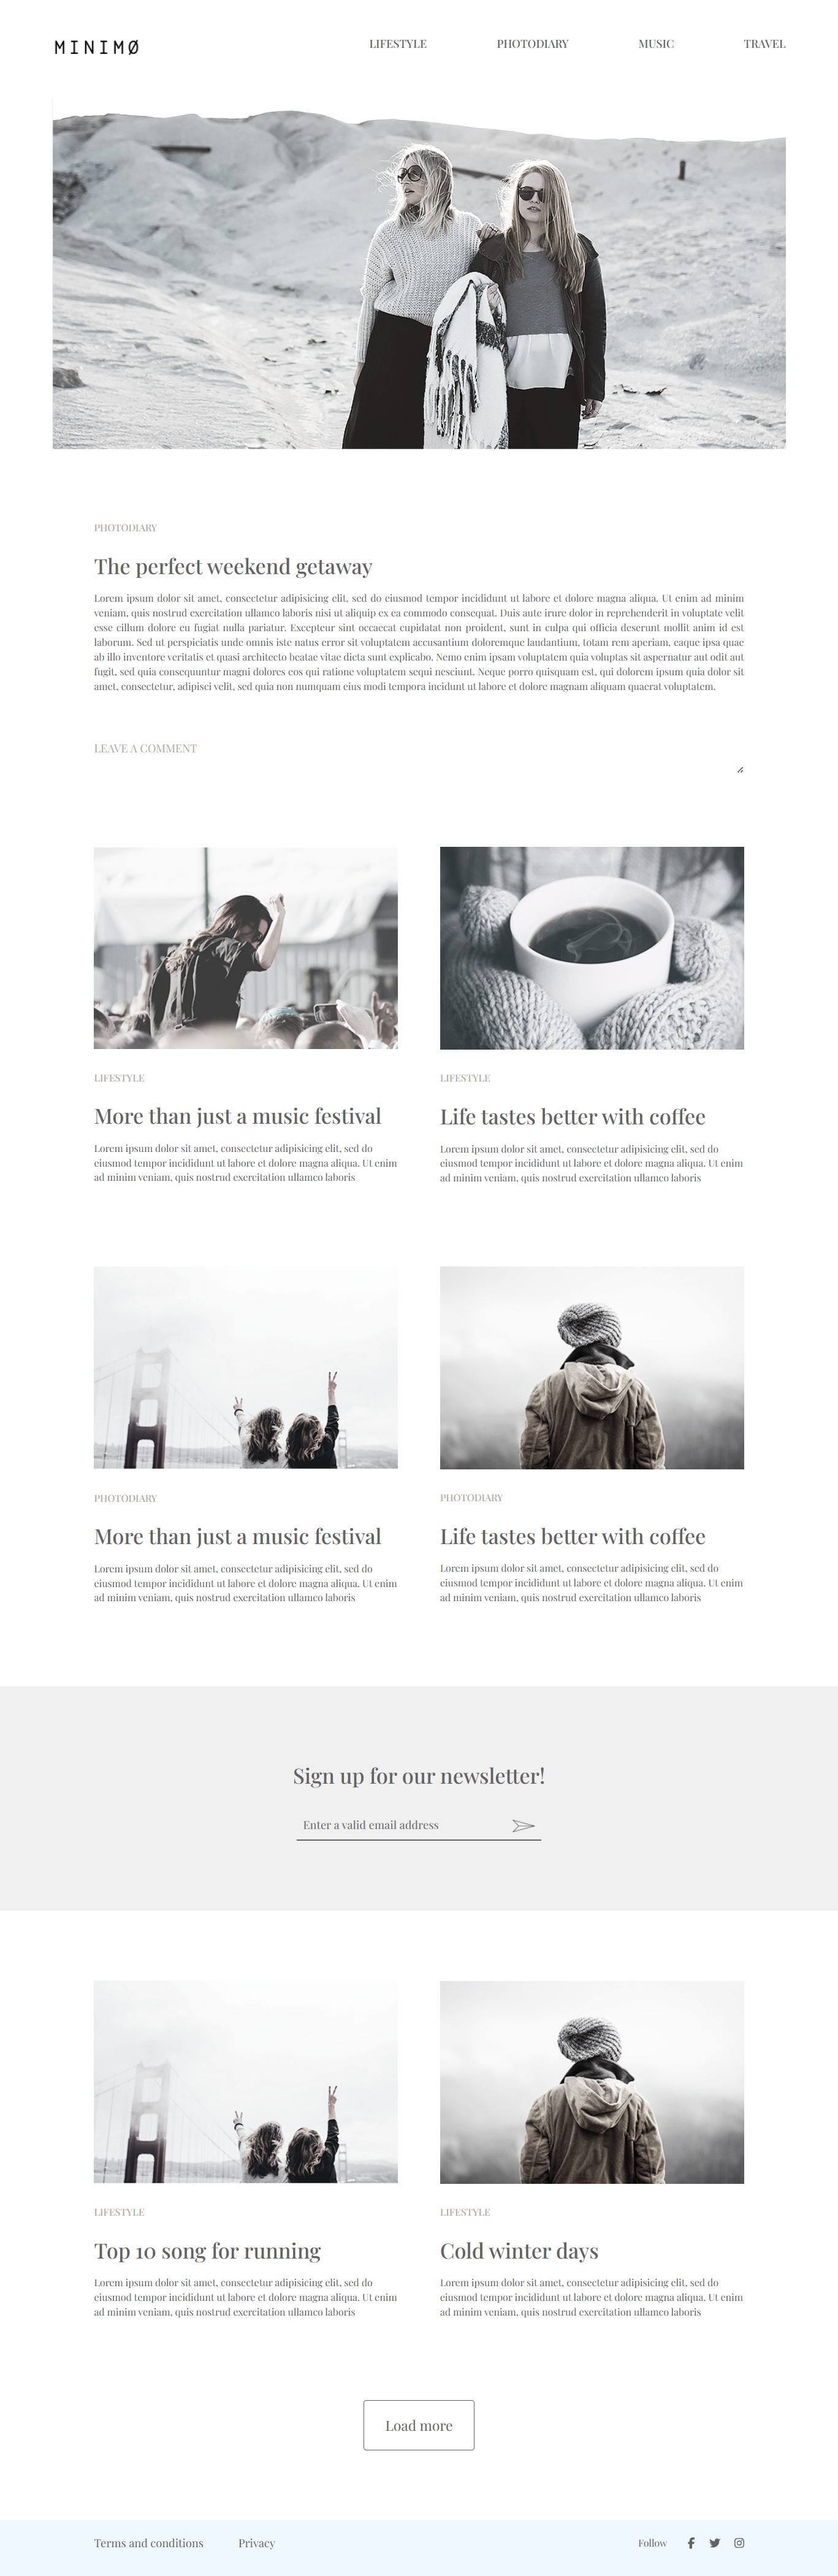 MINIMØ
LIFESTYLE PHOTODIARY MUSIC TRAVEL
PHOTODIARY
The perfect weekend getaway
Lorem ipsum dolor sit amet, consectetur adipisicing elit, sed do eiusmod tempor incididunt ut labore et dolore magna aliqua. Ut enim ad minim
veniam, quis nostrud exercitation ullamco laboris nisi ut aliquip ex ea commodo consequat. Duis aute irure dolor in reprehenderit in voluptate velit
esse cillum dolore eu fugiat nulla pariatur. Excepteur sint occaecat cupidatat non proident, sunt in culpa qui officia deserunt mollit anim id est
laborum. Sed ut perspiciatis unde omnis iste natus error sit voluptatem accusantium doloremque laudantium, totam rem aperiam, eaque ipsa quae
ab illo inventore veritatis et quasi architecto beatae vitae dicta sunt explicabo. Nemo enim ipsam voluptatem quia voluptas sit aspernatur aut odit aut
fugit, sed quia consequuntur magni dolores eos qui ratione voluptatem sequi nesciunt. Neque porro quisquam est, qui dolorem ipsum quia dolor sit
amet, consectetur, adipisci velit, sed quia non numquam eius modi tempora incidunt ut labore et dolore magnam aliquam quaerat voluptatem.
LEAVE A COMMENT
LIFESTYLE
More than just a music festival
Lorem ipsum dolor sit amet, consectetur adipisicing elit, sed do
eiusmod tempor incididunt ut labore et dolore magna aliqua. Ut enim
ad minim veniam, quis nostrud exercitation ullamco laboris
LIFESTYLE
Life tastes better with coffee
Lorem ipsum dolor sit amet, consectetur adipisicing elit, sed do
eiusmod tempor incididunt ut labore et dolore magna aliqua. Ut enim
ad minim veniam, quis nostrud exercitation ullamco laboris
PHOTODIARY
More than just a music festival
Lorem ipsum dolor sit amet, consectetur adipisicing elit, sed do
eiusmod tempor incididunt ut labore et dolore magna aliqua. Ut enim
ad minim veniam, quis nostrud exercitation ullamco laboris
PHOTODIARY
Life tastes better with coffee
Lorem ipsum dolor sit amet, consectetur adipisicing elit, sed do
eiusmod tempor incididunt ut labore et dolore magna aliqua. Ut enim
ad minim veniam, quis nostrud exercitation ullamco laboris
Sign up for our newsletter!
Enter a valid email address
LIFESTYLE
Top 10 song for running
Lorem ipsum dolor sit amet, consectetur adipisicing elit, sed do
eiusmod tempor incididunt ut labore et dolore magna aliqua. Ut enim
ad minim veniam, quis nostrud exercitation ullamco laboris
LIFESTYLE
Cold winter days
Lorem ipsum dolor sit amet, consectetur adipisicing elit, sed do
eiusmod tempor incididunt ut labore et dolore magna aliqua. Ut enim
ad minim veniam, quis nostrud exercitation ullamco laboris
Load more
Terms and conditions Privacy Follow